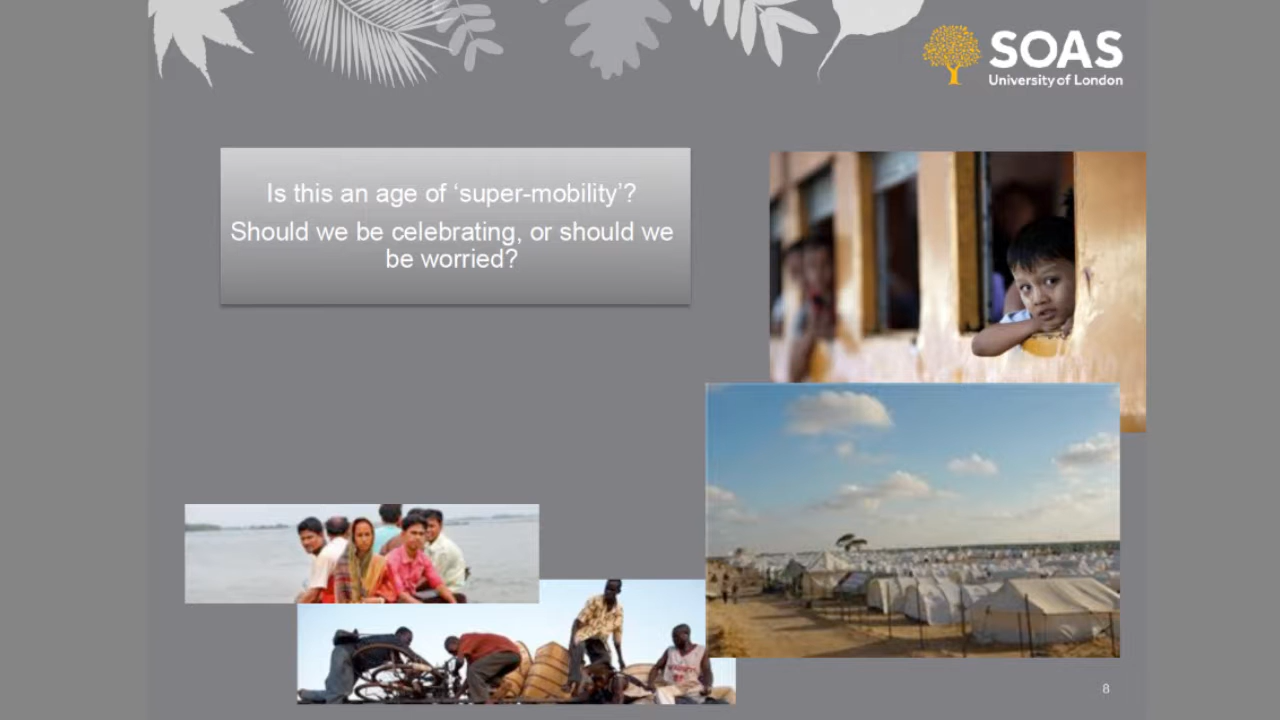 SOAS
University of London
Is this an age of ‘super-mobility’?
Should we be celebrating, or should we
be worried?
8